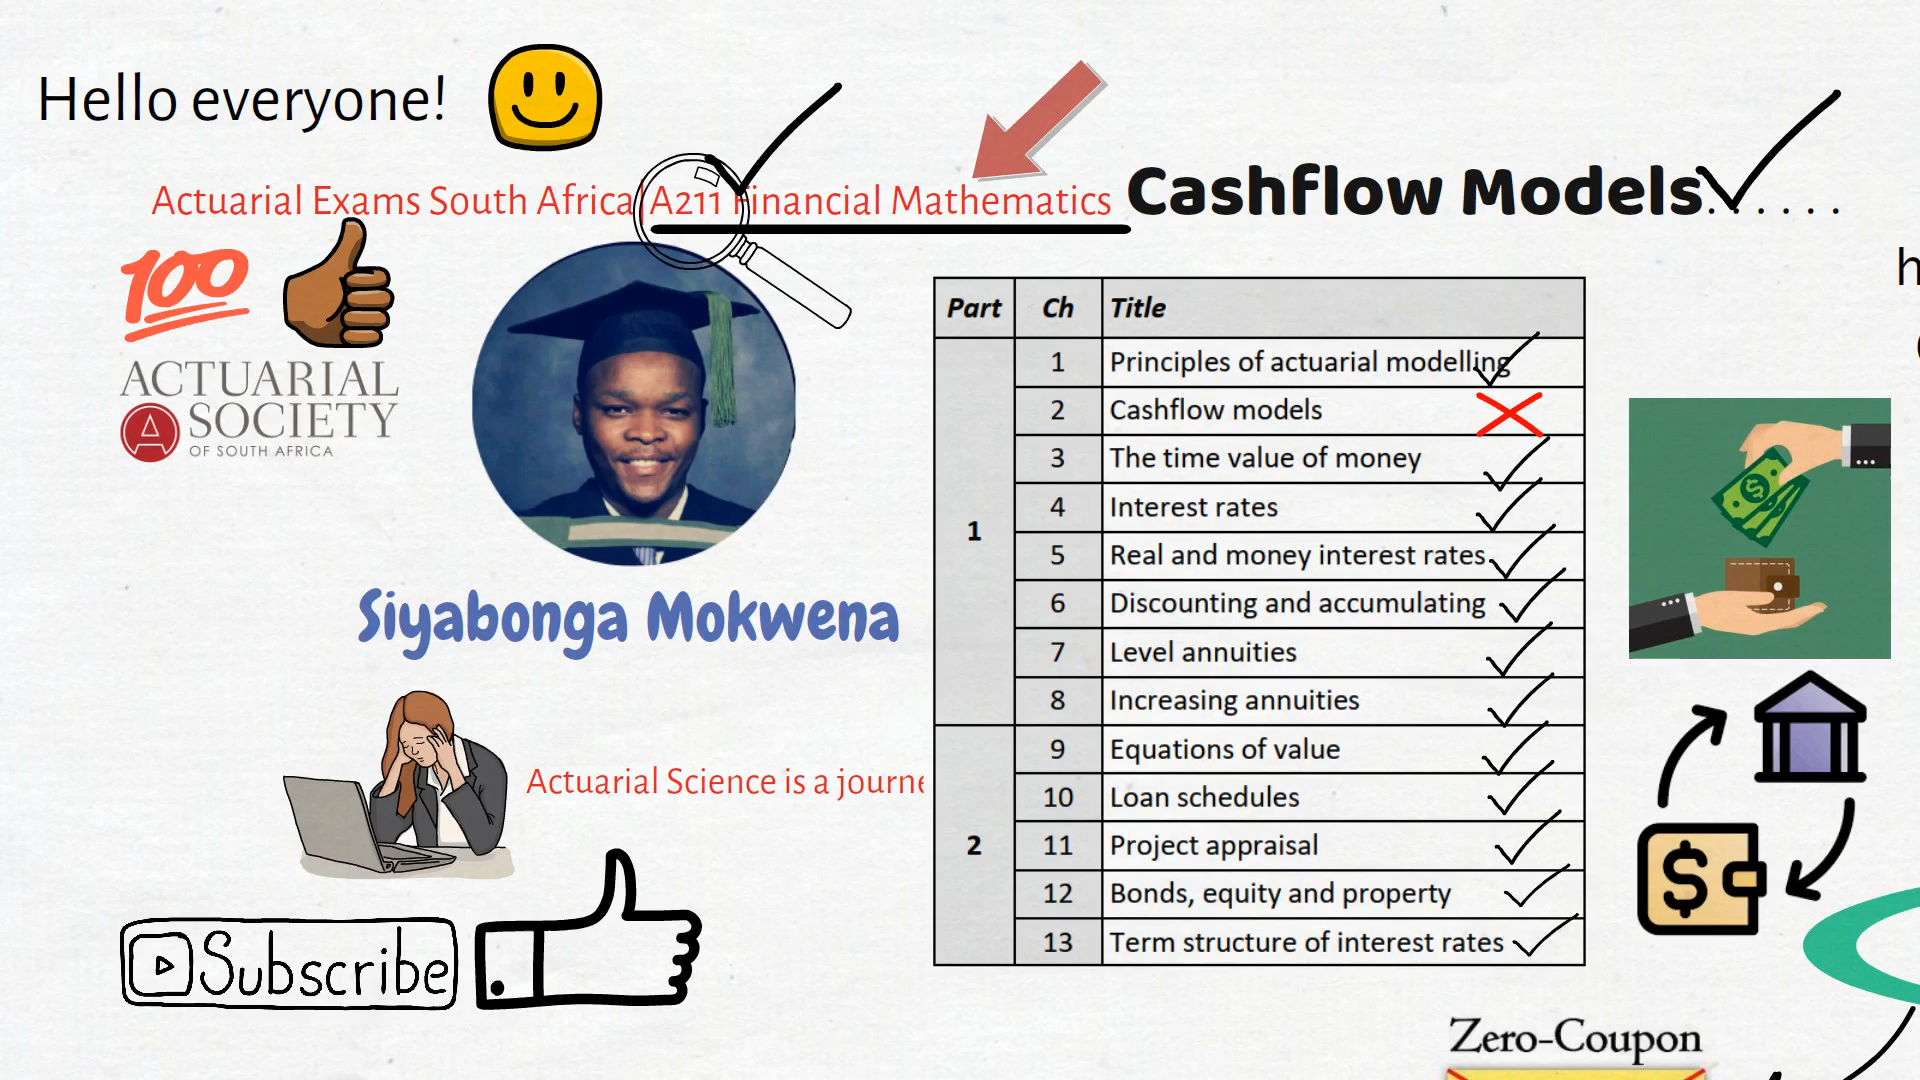 Hello everyone!
Actuarial Exams South Africa A211 Financial Mathematics
Cashflow Models......
100
ACTUARIAL
SOCIETY
OF SOUTH AFRICA
Siyabonga Mokwena
Actuarial Science is a journe
Subscribe
Part Ch Title
1
1 Principles of actuarial modelling
2 Cashflow models
3 The time value of money
4 Interest rates
5 Real and money interest rates
6 Discounting and accumulating
7 Level annuities
8 Increasing annuities
2
9 Equations of value
10 Loan schedules
11 Project appraisal
12 Bonds, equity and property
13 Term structure of interest rates
h
Zero-Coupon